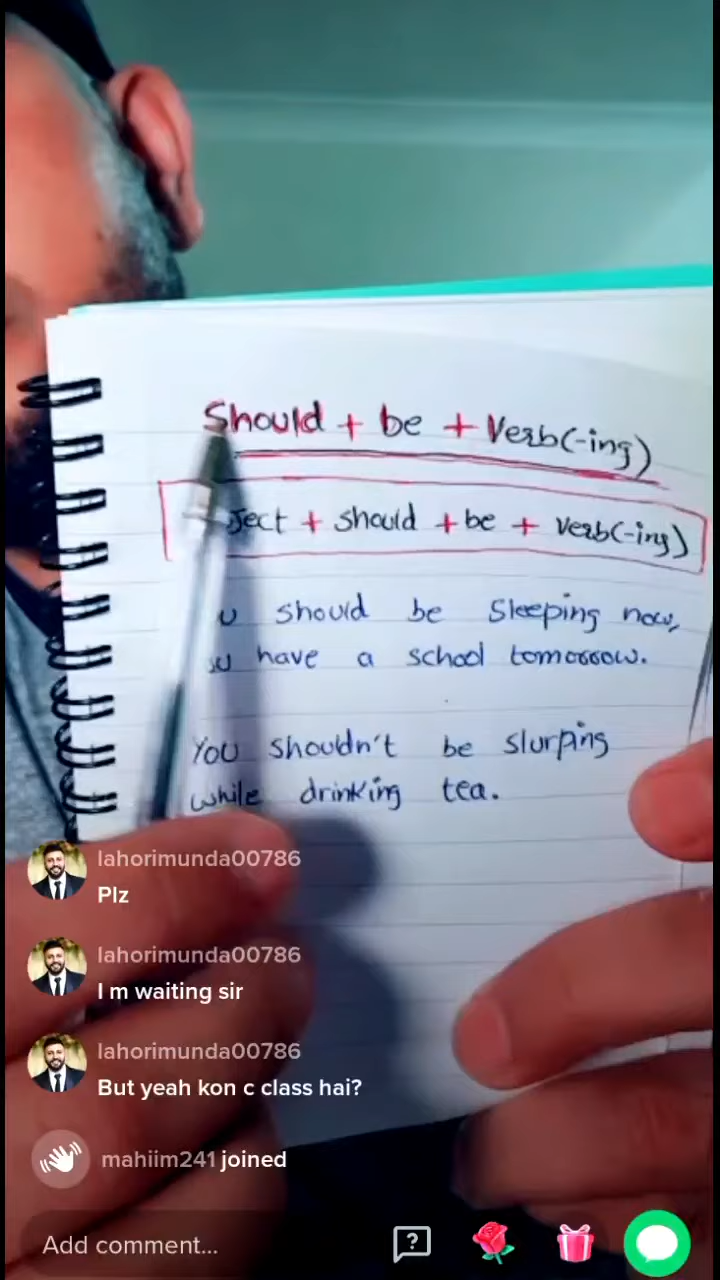 Should + be + Verb(-ing)
ject + should + be + Verb(-ing)
u should be Sleeping now,
u have a school tomorrow.
You shouldn't be slurping
while drinking tea.
lahorimunda00786
Plz
lahorimunda00786
I m waiting sir
lahorimunda00786
But yeah kon c class hai?
mahiim241 joined
Add comment...